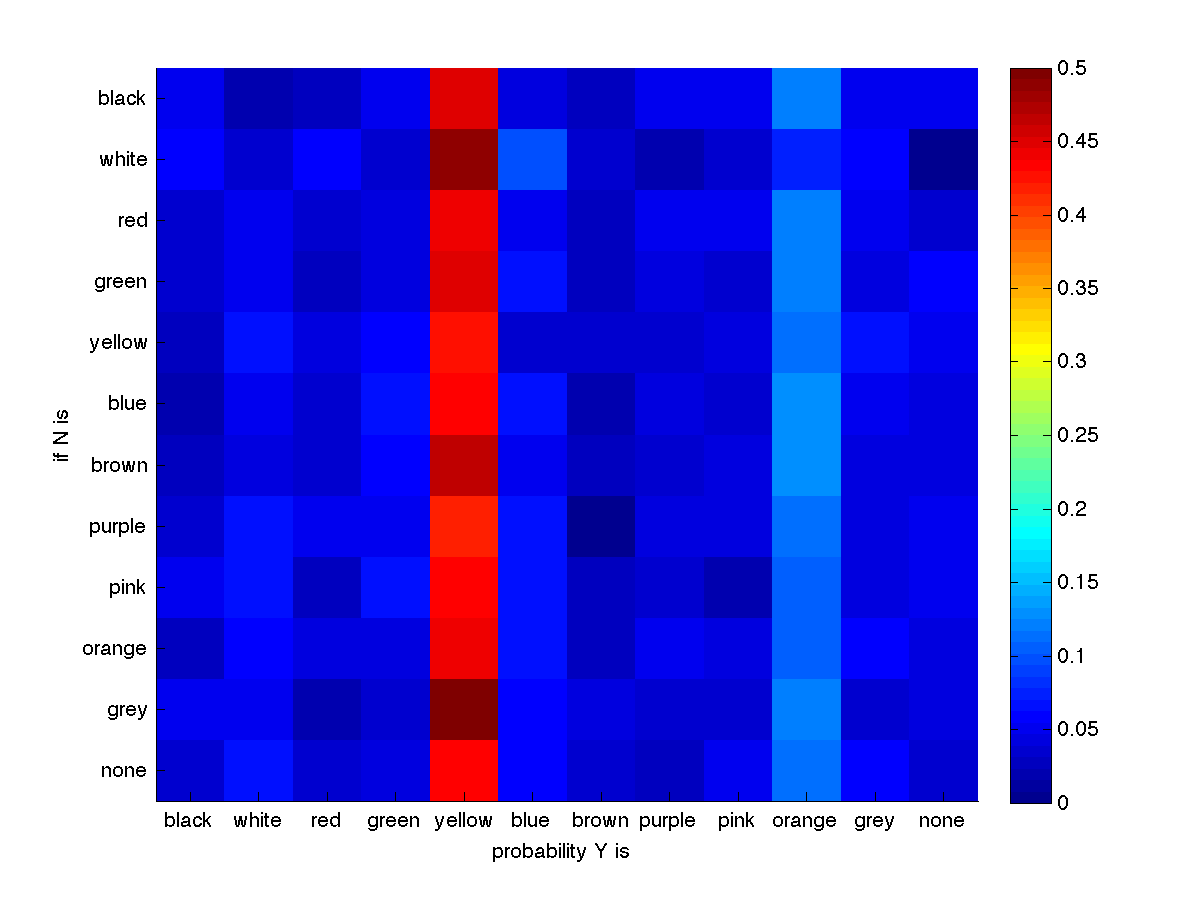 black
white
red
green
yellow
blue
brown
purple
pink
orange
grey
none
if N is
black white red green yellow blue brown purple pink orange grey none
probability Y is
0.5
0.45
0.4
0.35
0.3
0.25
0.2
0.15
0.1
0.05
0